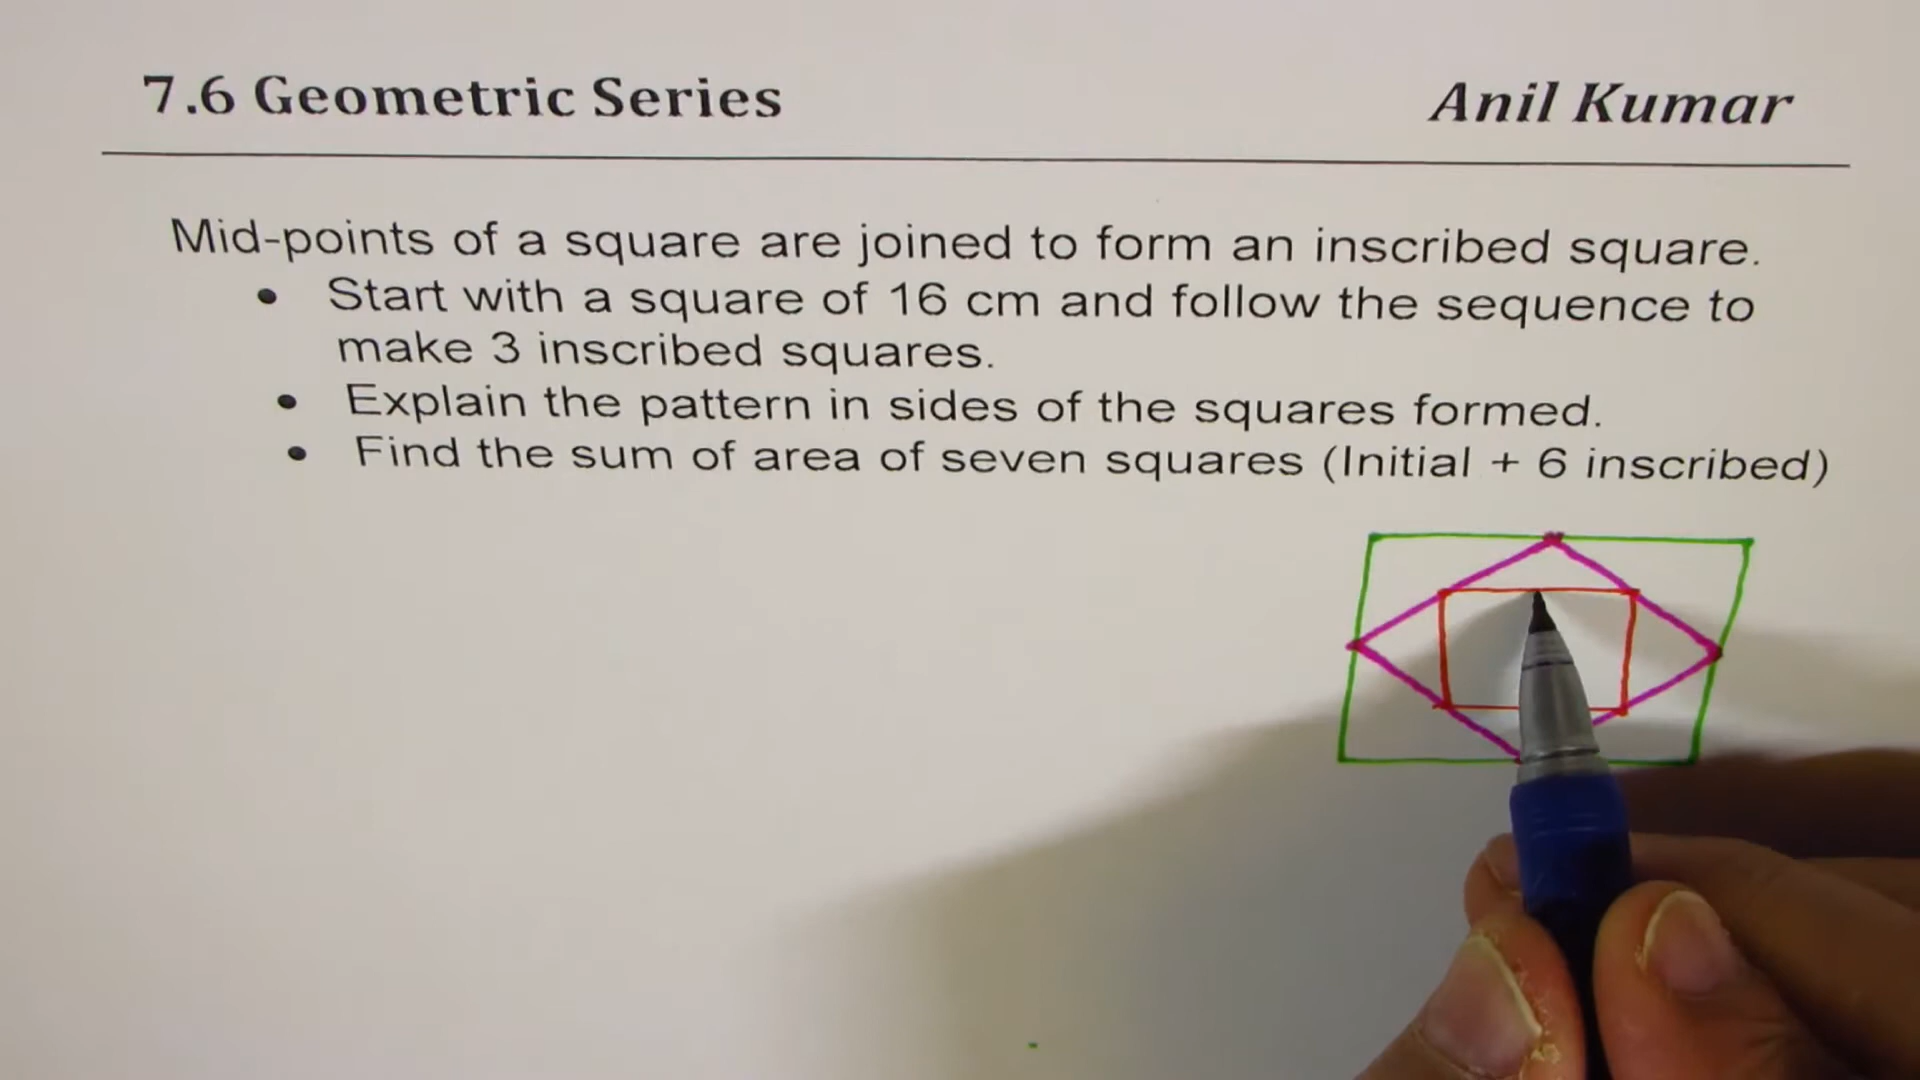 7.6 Geometric Series Anil Kumar
Mid-points of a square are joined to form an inscribed square.
• Start with a square of 16 cm and follow the sequence to
make 3 inscribed squares.
• Explain the pattern in sides of the squares formed.
• Find the sum of area of seven squares (Initial + 6 inscribed)